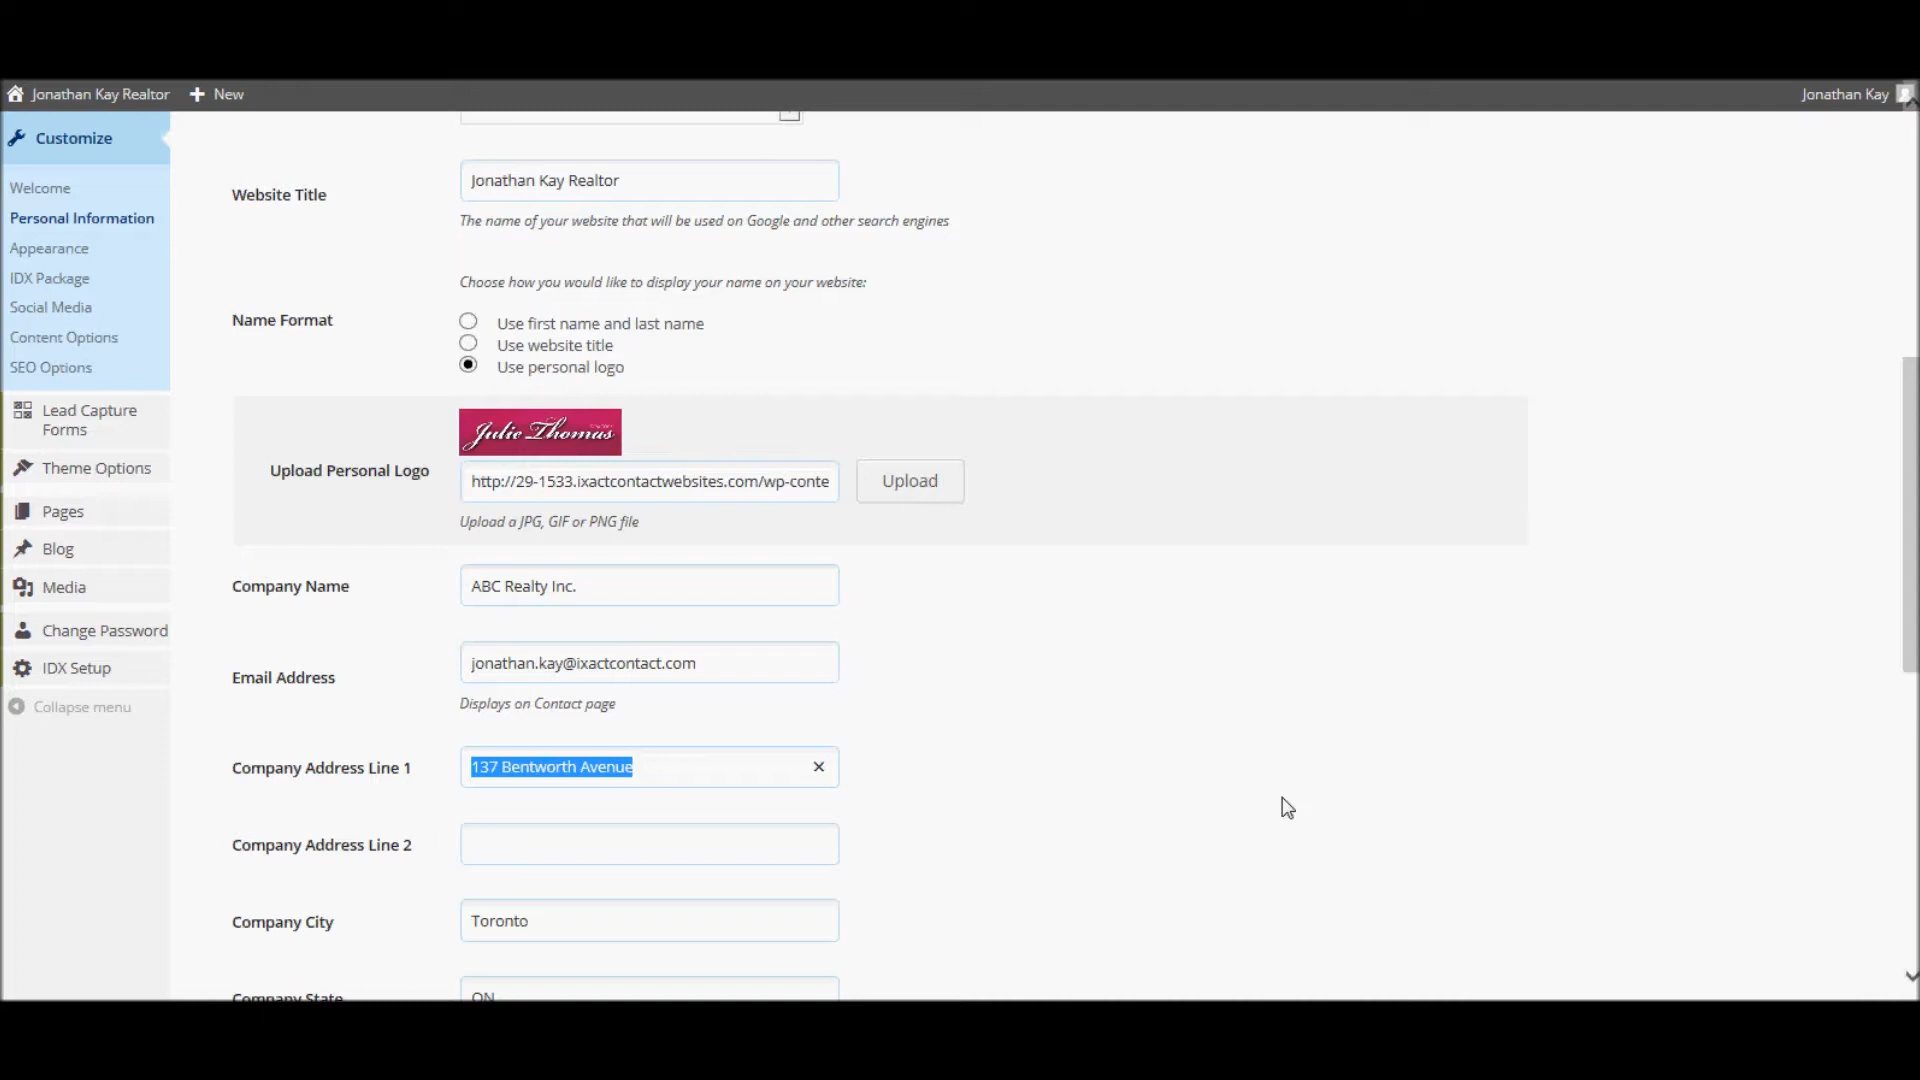 Jonathan Kay Realtor New Jonathan Kay
Customize
Welcome
Personal Information
Appearance
IDX Package
Social Media
Content Options
SEO Options
Lead Capture
Forms
Theme Options
Pages
Blog
Media
Change Password
IDX Setup
Collapse menu
Website Title
Jonathan Kay Realtor
The name of your website that will be used on Google and other search engines
Choose how you would like to display your name on your website:
Name Format
Use first name and last name
Use website title
Use personal logo
Julie Thomas
Upload Personal Logo
http://29-1533.ixactcontactwebsites.com/wp-conte
Upload
Upload a JPG, GIF or PNG file
Company Name
ABC Realty Inc.
Email Address
jonathan.kay@ixactcontact.com
Displays on Contact page
Company Address Line 1
137 Bentworth Avenue
Company Address Line 2
Company City
Toronto
Company State
ON